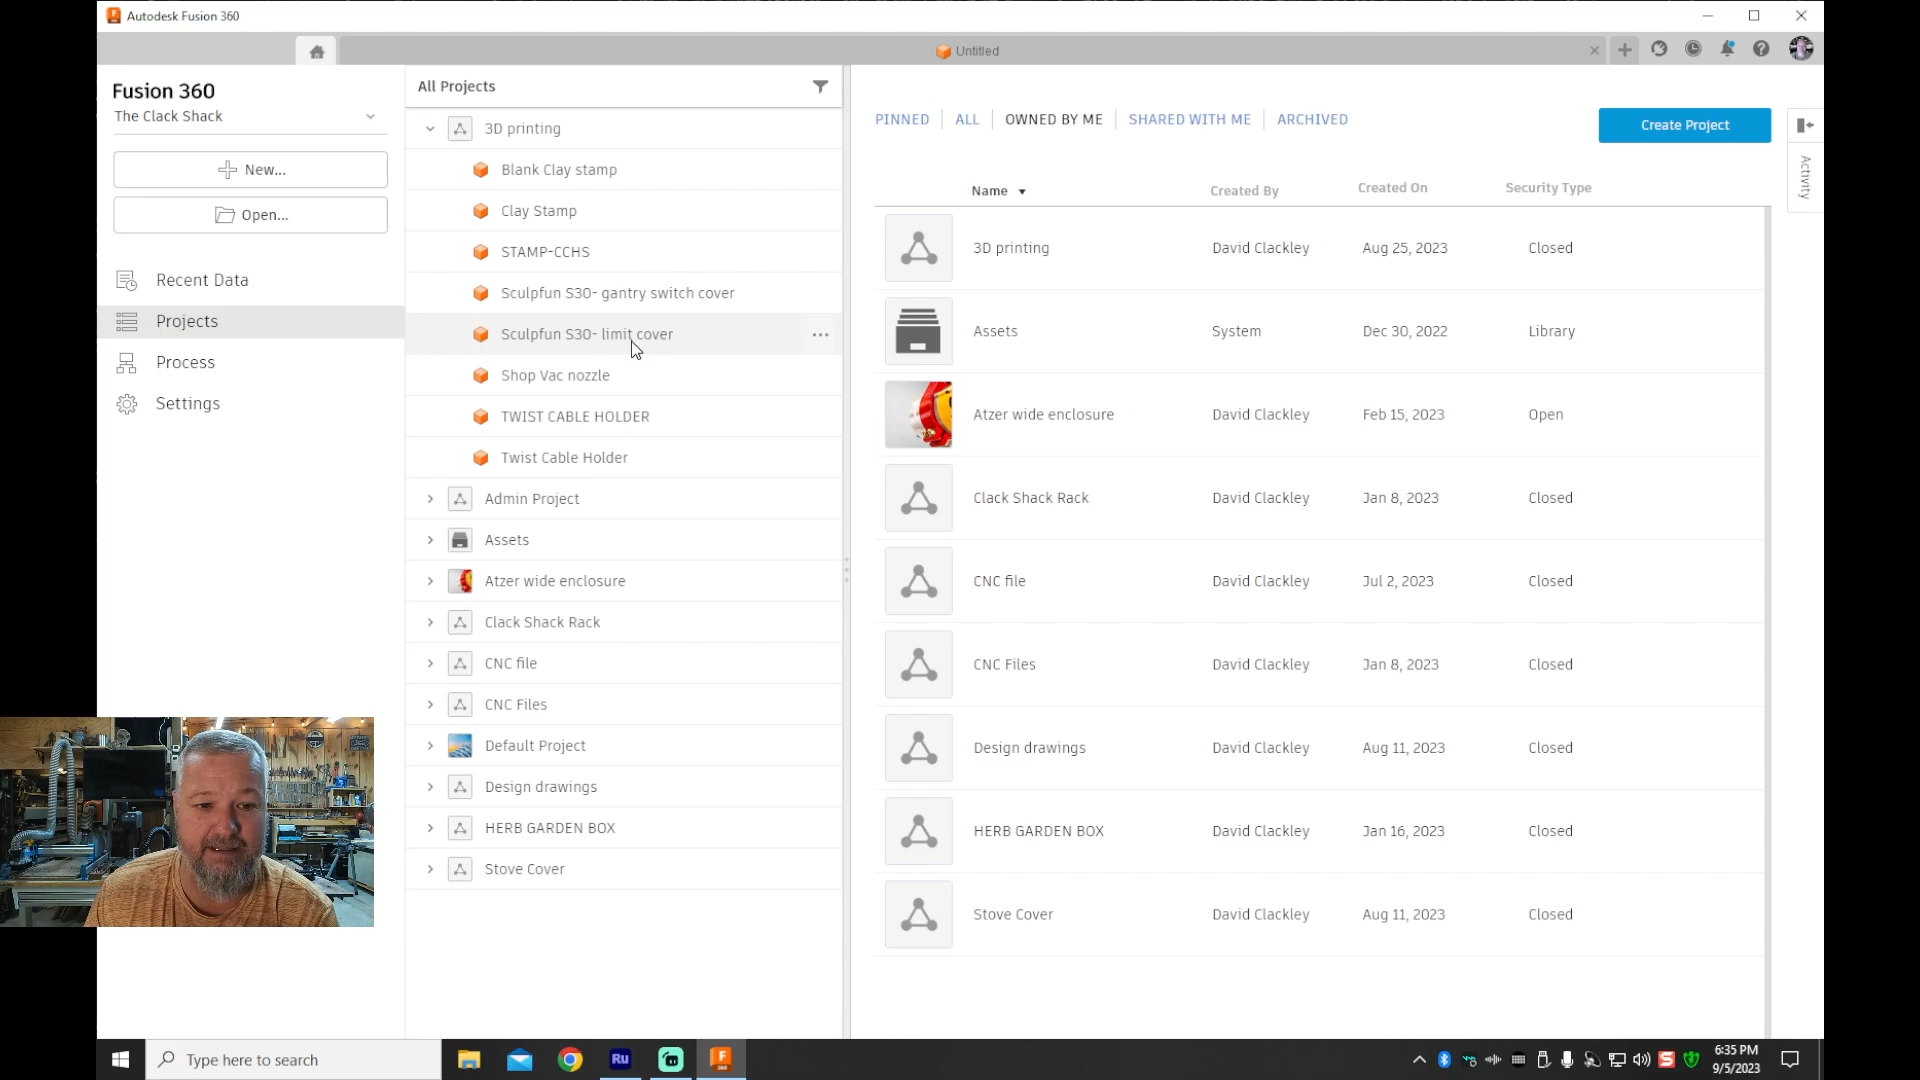 Autodesk Fusion 360
Untitled
Fusion 360
The Clack Shack
New...
Open...
Recent Data
Projects
Process
Settings
All Projects
3D printing
Blank Clay stamp
Clay Stamp
STAMP-CCHS
Sculpfun S30- gantry switch cover
Sculpfun S30- limit cover
Shop Vac nozzle
TWIST CABLE HOLDER
Twist Cable Holder
Admin Project
Assets
Atzer wide enclosure
Clack Shack Rack
CNC file
CNC Files
Default Project
Design drawings
HERB GARDEN BOX
Stove Cover
PINNED ALL OWNED BY ME SHARED WITH ME ARCHIVED
Create Project
Activity
Name Created By Created On Security Type
3D printing David Clackley Aug 25, 2023 Closed
Assets System Dec 30, 2022 Library
Atzer wide enclosure David Clackley Feb 15, 2023 Open
Clack Shack Rack David Clackley Jan 8, 2023 Closed
CNC file David Clackley Jul 2, 2023 Closed
CNC Files David Clackley Jan 8, 2023 Closed
Design drawings David Clackley Aug 11, 2023 Closed
HERB GARDEN BOX David Clackley Jan 16, 2023 Closed
Stove Cover David Clackley Aug 11, 2023 Closed
Type here to search
Ru
6:35 PM
9/5/2023